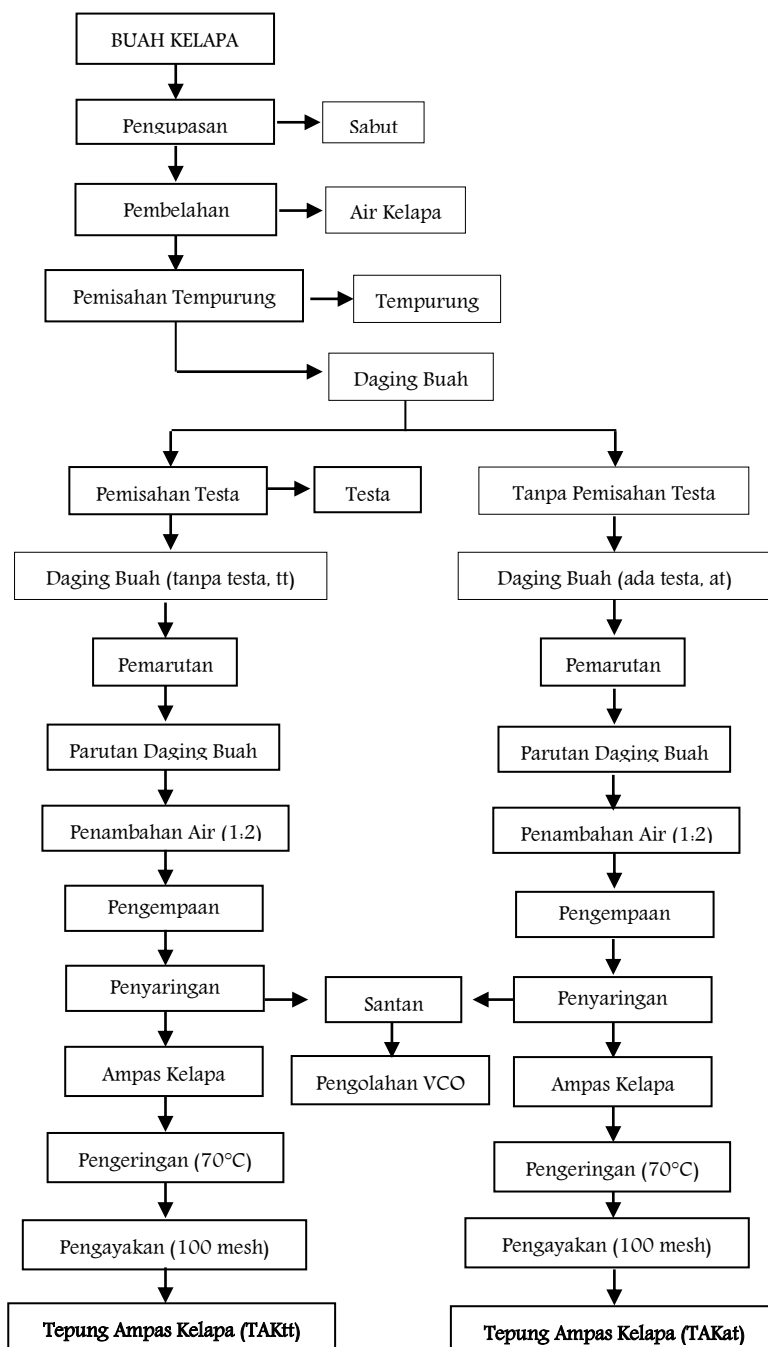 BUAH KELAPA
Pengupasan
Sabut
Pembelahan
Air Kelapa
Pemisahan Tempurung
Tempurung
Daging Buah
Pemisahan Testa
Testa
Tanpa Pemisahan Testa
Daging Buah (tanpa testa, tt)
Daging Buah (ada testa, at)
Pemarutan
Pemarutan
Parutan Daging Buah
Parutan Daging Buah
Penambahan Air (1:2)
Penambahan Air (1:2)
Pengempaan
Pengempaan
Penyaringan
Santan
Penyaringan
Ampas Kelapa
Pengolahan VCO
Ampas Kelapa
Pengeringan (70°C)
Pengeringan (70°C)
Pengayakan (100 mesh)
Pengayakan (100 mesh)
Tepung Ampas Kelapa (TAKtt)
Tepung Ampas Kelapa (TAKat)